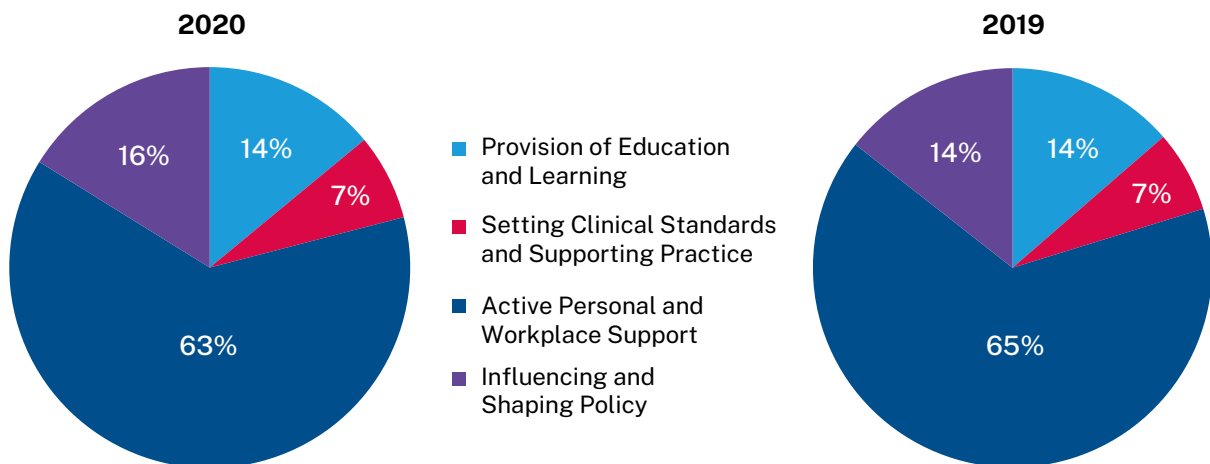 2020
16%
14%
7%
63%
Provision of Education
and Learning
Setting Clinical Standards
and Supporting Practice
Active Personal and
Workplace Support
Influencing and
Shaping Policy
2019
14%
14%
7%
65%